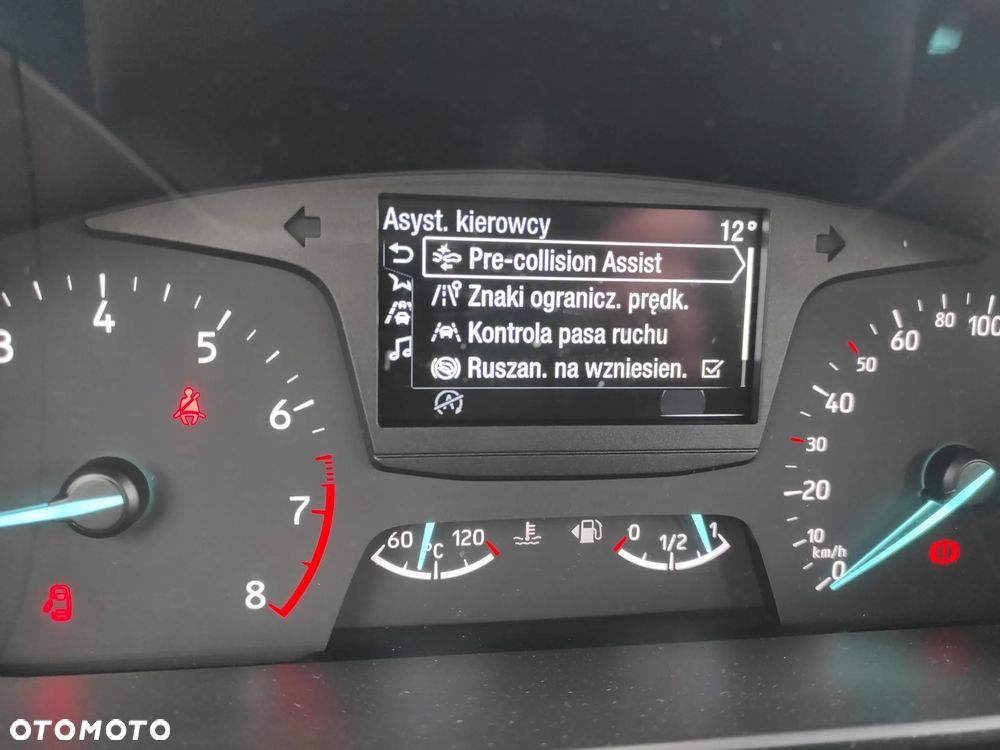 Asyst. kierowcy 12°
Pre-collision Assist
Znaki ogranicz. prędk.
Kontrola pasa ruchu
Ruszan. na wzniesien.
3 4 5 6 7 8
60 °C 120
0 1/2 1
0 10 20 30 40 50 60 80 100
km/h
OTOMOTO